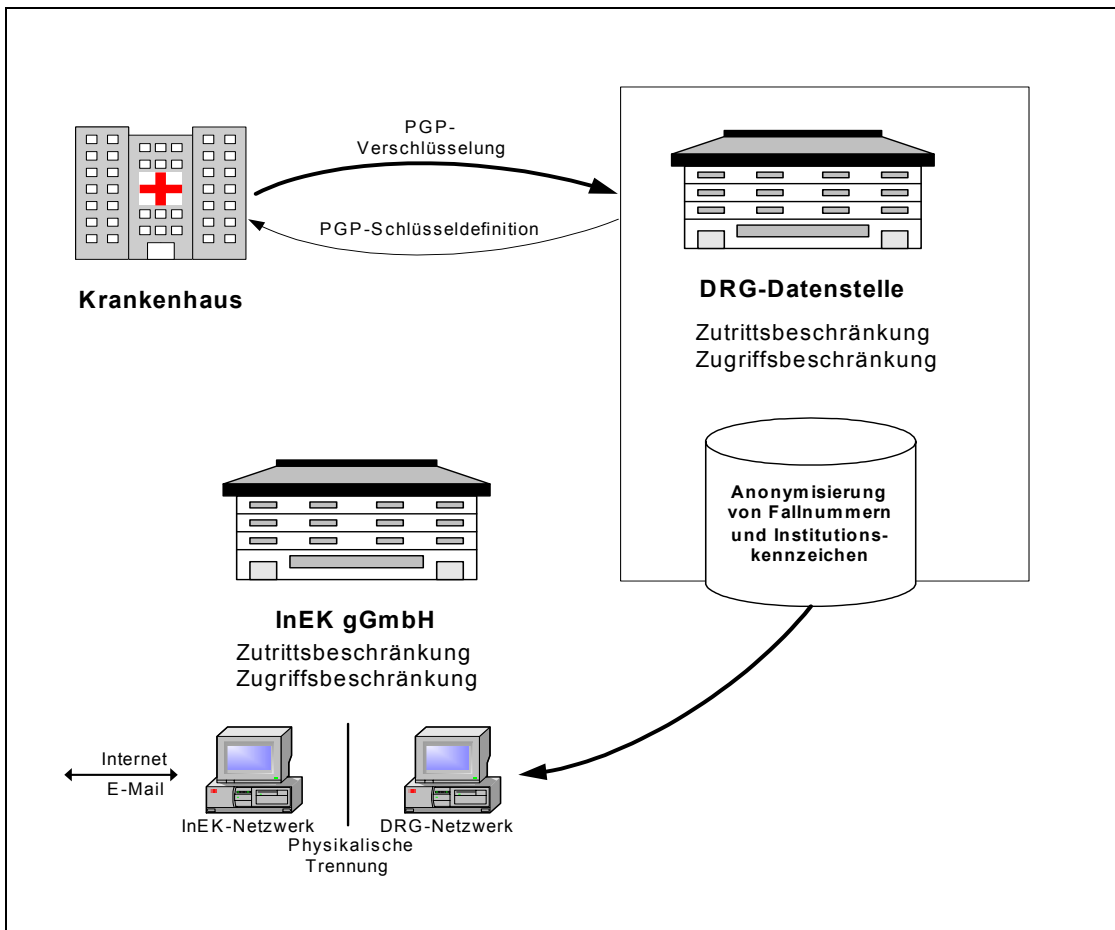 PGP-
Verschlüsselung
PGP-Schlüsseldefinition
Krankenhaus
DRG-Datenstelle
Zutrittsbeschränkung
Zugriffsbeschränkung
Anonymisierung
von Fallnummern
und Institutions-
kennzeichen
InEK gGmbH
Zutrittsbeschränkung
Zugriffsbeschränkung
Internet
E-Mail
InEK-Netzwerk
DRG-Netzwerk
Physikalische
Trennung